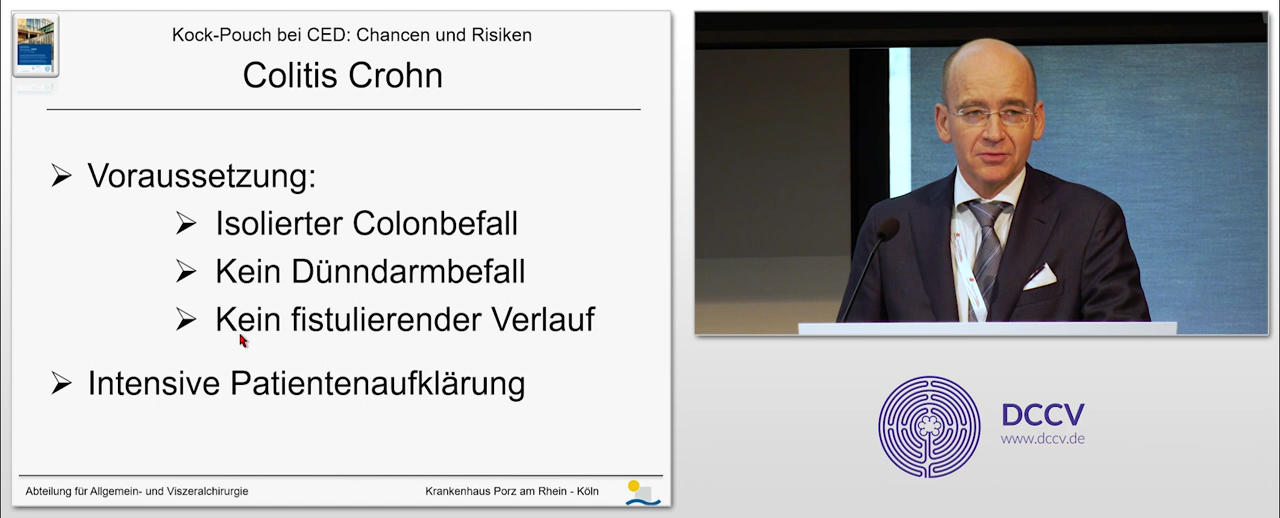 Kock-Pouch bei CED: Chancen und Risiken
Colitis Crohn
Voraussetzung:
Isolierter Colonbefall
Kein Dünndarmbefall
Kein fistulierender Verlauf
Intensive Patientenaufklärung
Abteilung für Allgemein- und Viszeralchirurgie
Krankenhaus Porz am Rhein - Köln
DCCV
www.dccv.de